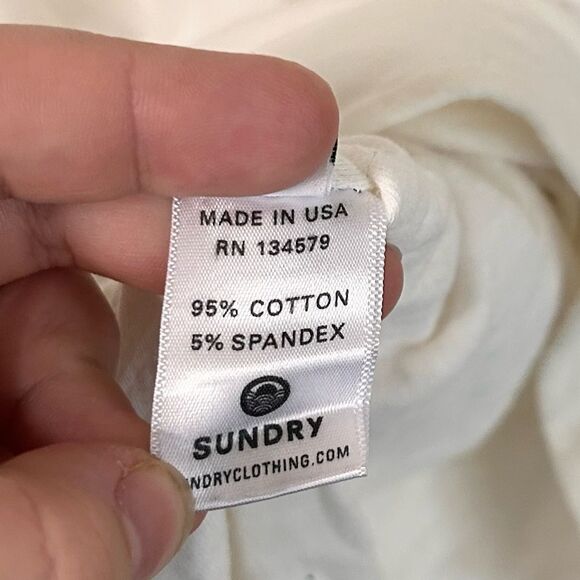 MADE IN USA
RN 134579
95% COTTON
5% SPANDEX
SUNDRY
NDRYCLOTHING.COM